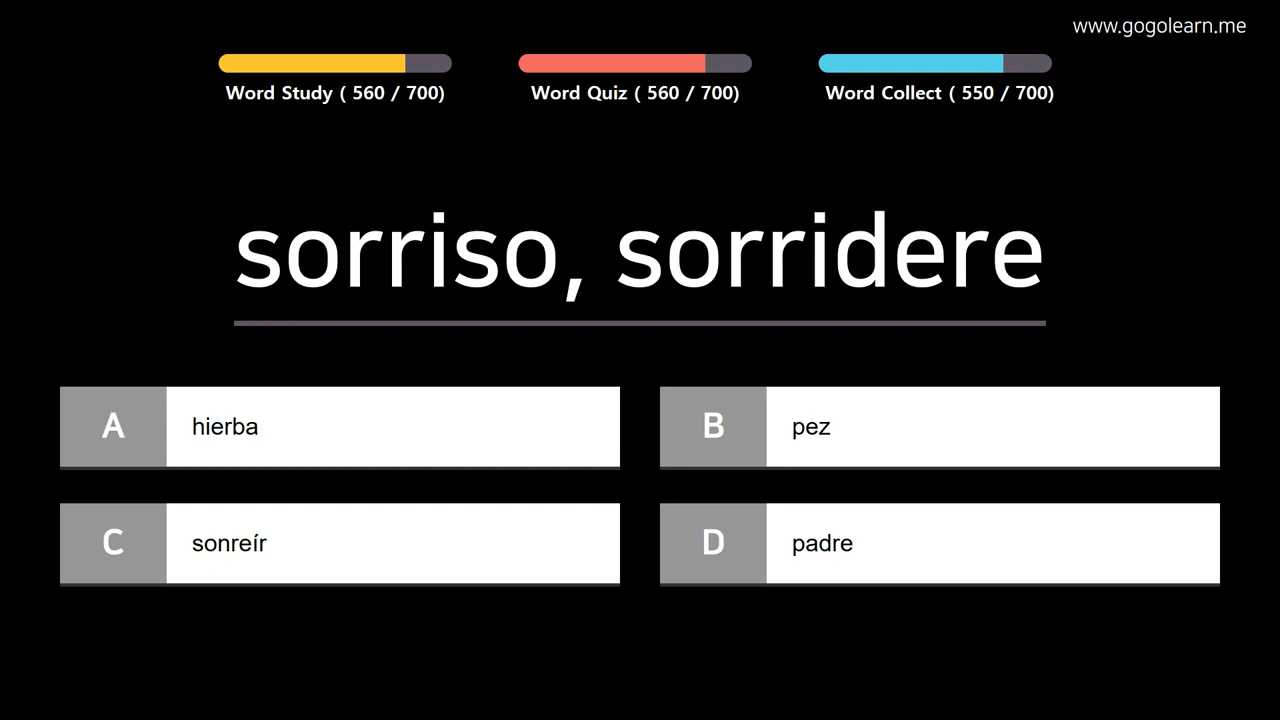 www.gogolearn.me
Word Study ( 560 / 700)
Word Quiz ( 560 / 700)
Word Collect ( 550 / 700)
sorriso, sorridere
A hierba
B pez
C sonreír
D padre